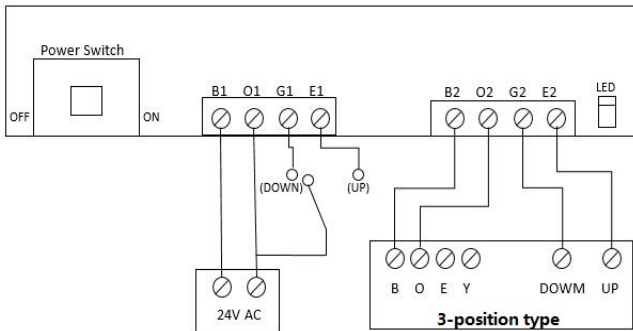 Power Switch
OFF
ON
B1 O1 G1 E1
B2 O2 G2 E2
LED
(DOWN)
(UP)
24V AC
B O E Y DOWM UP
3-position type